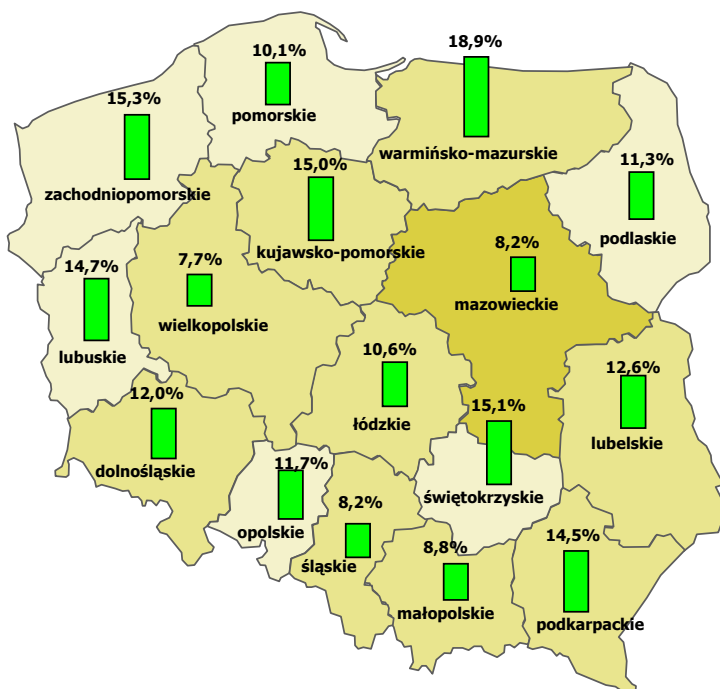 18,9%
10,1%
15,3%
pomorskie
warmińsko-mazurskie
11,3%
15,0%
zachodniopomorskie
podlaskie
kujawsko-pomorskie
8,2%
7,7%
14,7%
mazowieckie
wielkopolskie
10,6%
lubuskie
12,6%
12,0%
15,1%
łódzkie
lubelskie
dolnośląskie
11,7%
świętokrzyskie
8,2%
opolskie
14,5%
8,8%
śląskie
małopolskie
podkarpackie